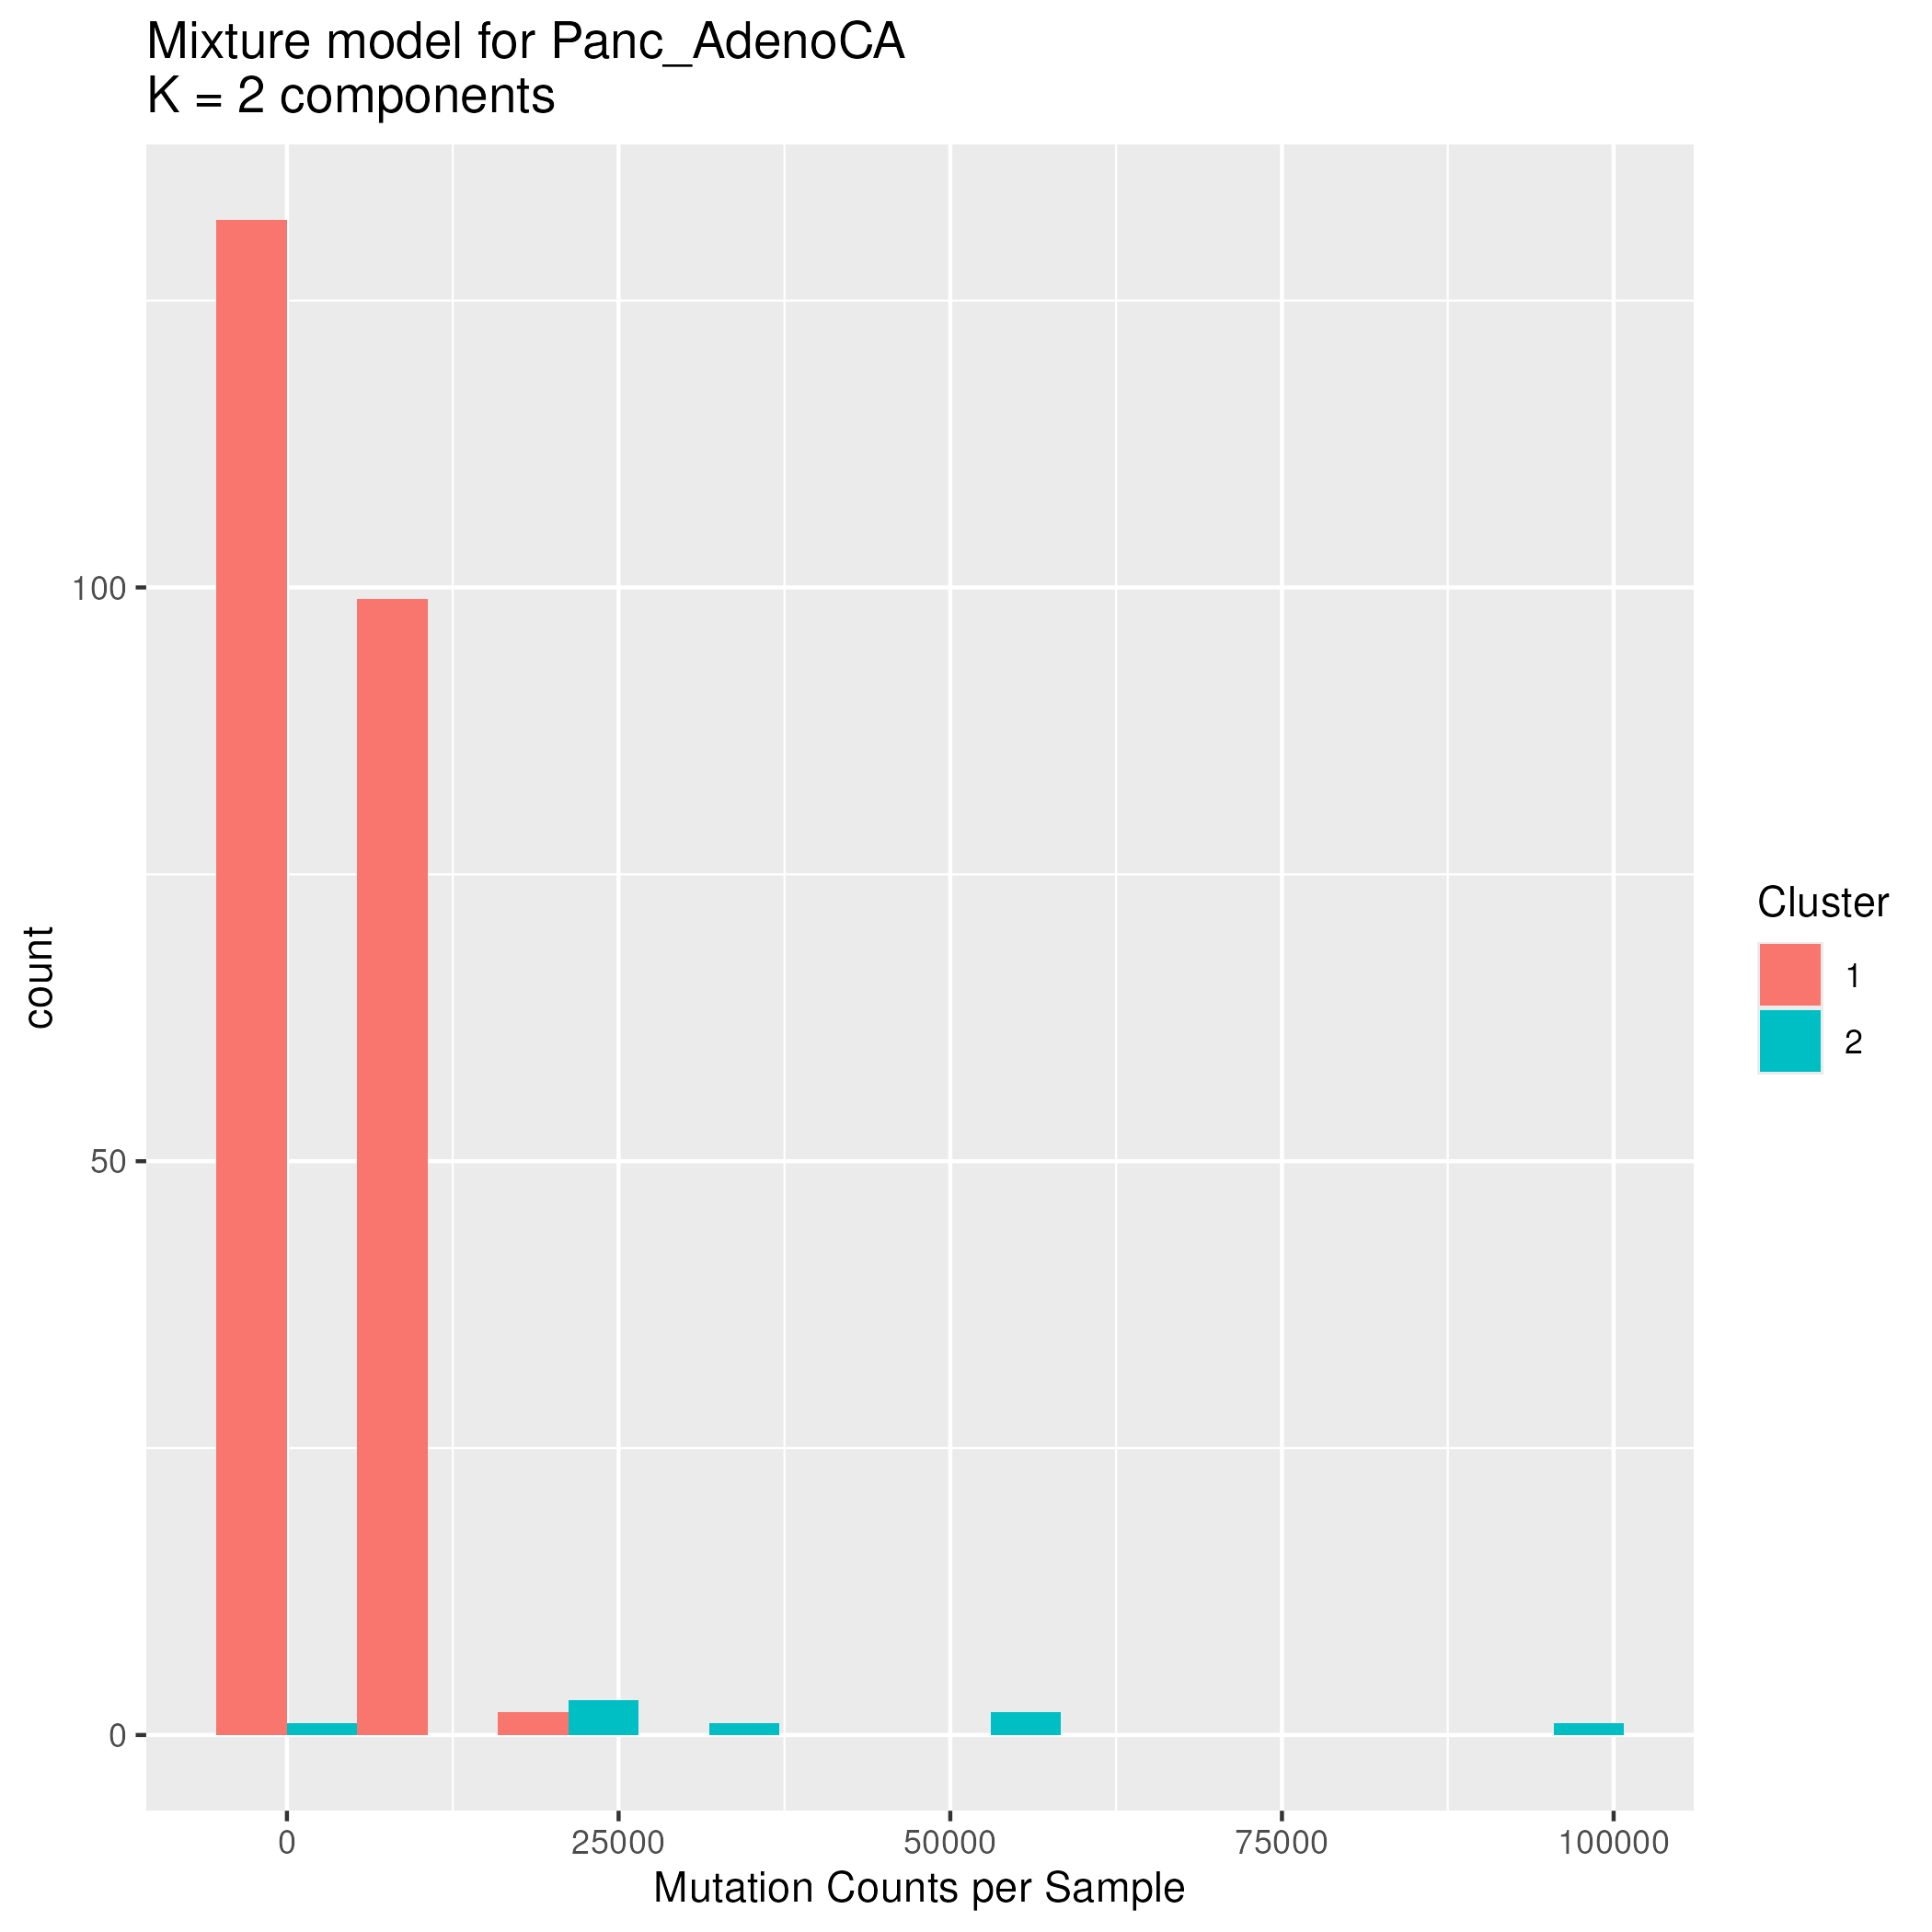 Mixture model for Panc_AdenoCA
K = 2 components
100
50
0
count
0 25000 50000 75000 100000
Mutation Counts per Sample
Cluster
1
2